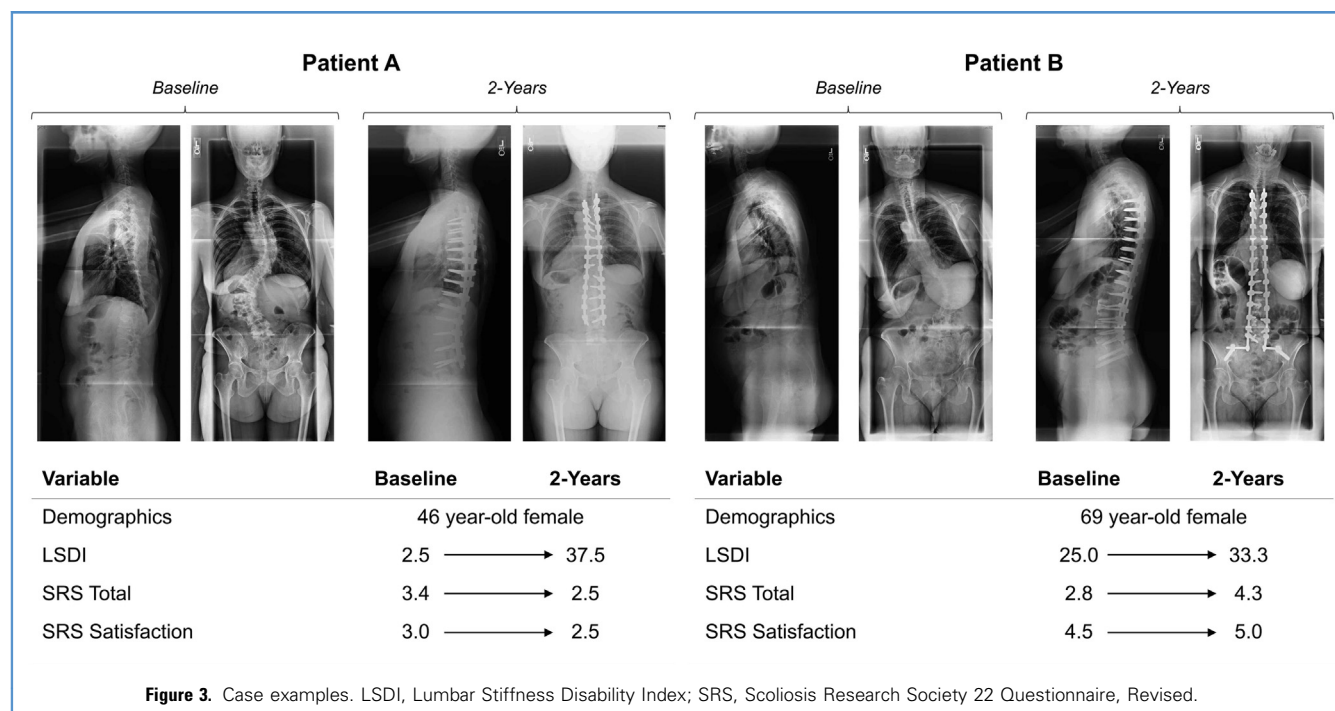 Patient A
Baseline
2-Years
Variable Baseline 2-Years
Demographics 46 year-old female
LSDI 2.5 37.5
SRS Total 3.4 2.5
SRS Satisfaction 3.0 2.5
Patient B
Baseline
2-Years
Variable Baseline 2-Years
Demographics 69 year-old female
LSDI 25.0 33.3
SRS Total 2.8 4.3
SRS Satisfaction 4.5 5.0
Figure 3. Case examples. LSDI, Lumbar Stiffness Disability Index; SRS, Scoliosis Research Society 22 Questionnaire, Revised.